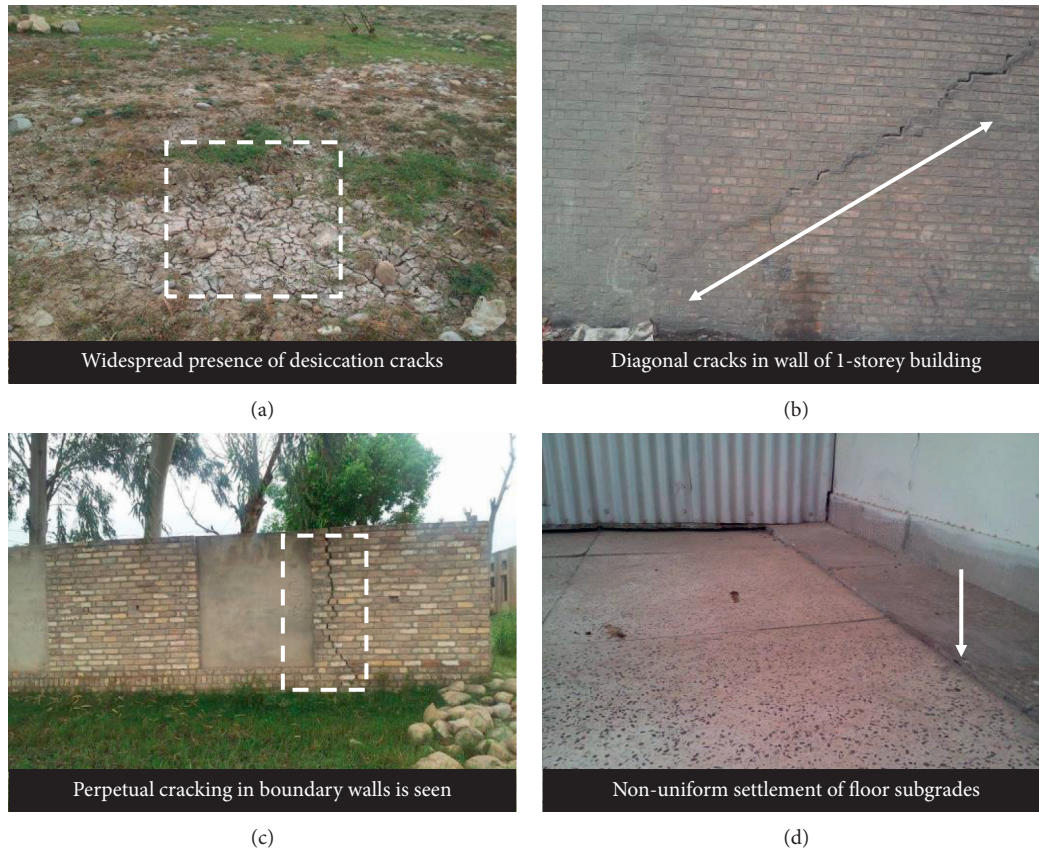 Widespread presence of desiccation cracks
(a)
Diagonal cracks in wall of 1-storey building
(b)
Perpetual cracking in boundary walls is seen
(c)
Non-uniform settlement of floor subgrades
(d)